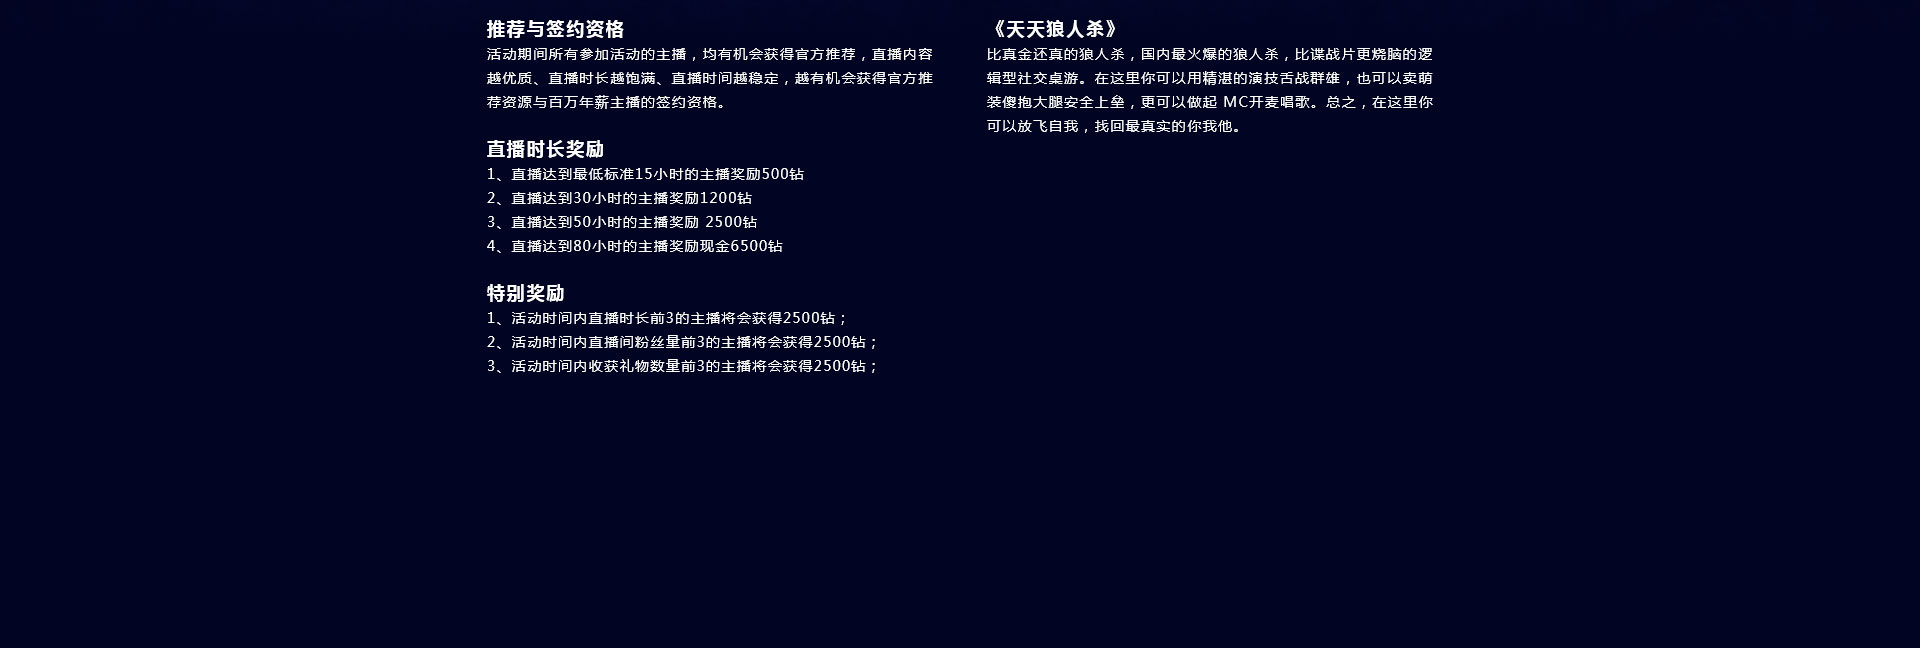 推荐与签约资格
活动期间所有参加活动的主播，均有机会获得官方推荐，直播内容
越优质、直播时长越饱满、直播时间越稳定，越有机会获得官方推
荐资源与百万年薪主播的签约资格。
直播时长奖励
1、直播达到最低标准15小时的主播奖励500钻
2、直播达到30小时的主播奖励1200钻
3、直播达到50小时的主播奖励 2500钻
4、直播达到80小时的主播奖励现金6500钻
特别奖励
1、活动时间内直播时长前3的主播将会获得2500钻；
2、活动时间内直播间粉丝量前3的主播将会获得2500钻；
3、活动时间内收获礼物数量前3的主播将会获得2500钻；
《天天狼人杀》
比真金还真的狼人杀，国内最火爆的狼人杀，比谍战片更烧脑的逻
辑型社交桌游。在这里你可以用精湛的演技舌战群雄，也可以卖萌
装傻抱大腿安全上垒，更可以做起 MC开麦唱歌。总之，在这里你
可以放飞自我，找回最真实的你我他。